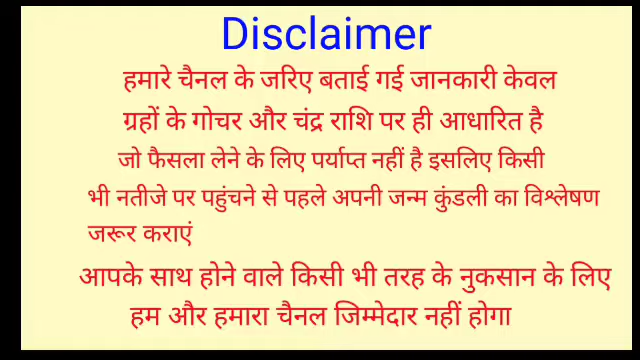 Disclaimer
हमारे चैनल के जरिए बताई गई जानकारी केवल
ग्रहों के गोचर और चंद्र राशि पर ही आधारित है
जो फैसला लेने के लिए पर्याप्त नहीं है इसलिए किसी
भी नतीजे पर पहुंचने से पहले अपनी जन्म कुंडली का विश्लेषण
जरूर कराएं
आपके साथ होने वाले किसी भी तरह के नुकसान के लिए
हम और हमारा चैनल जिम्मेदार नहीं होगा